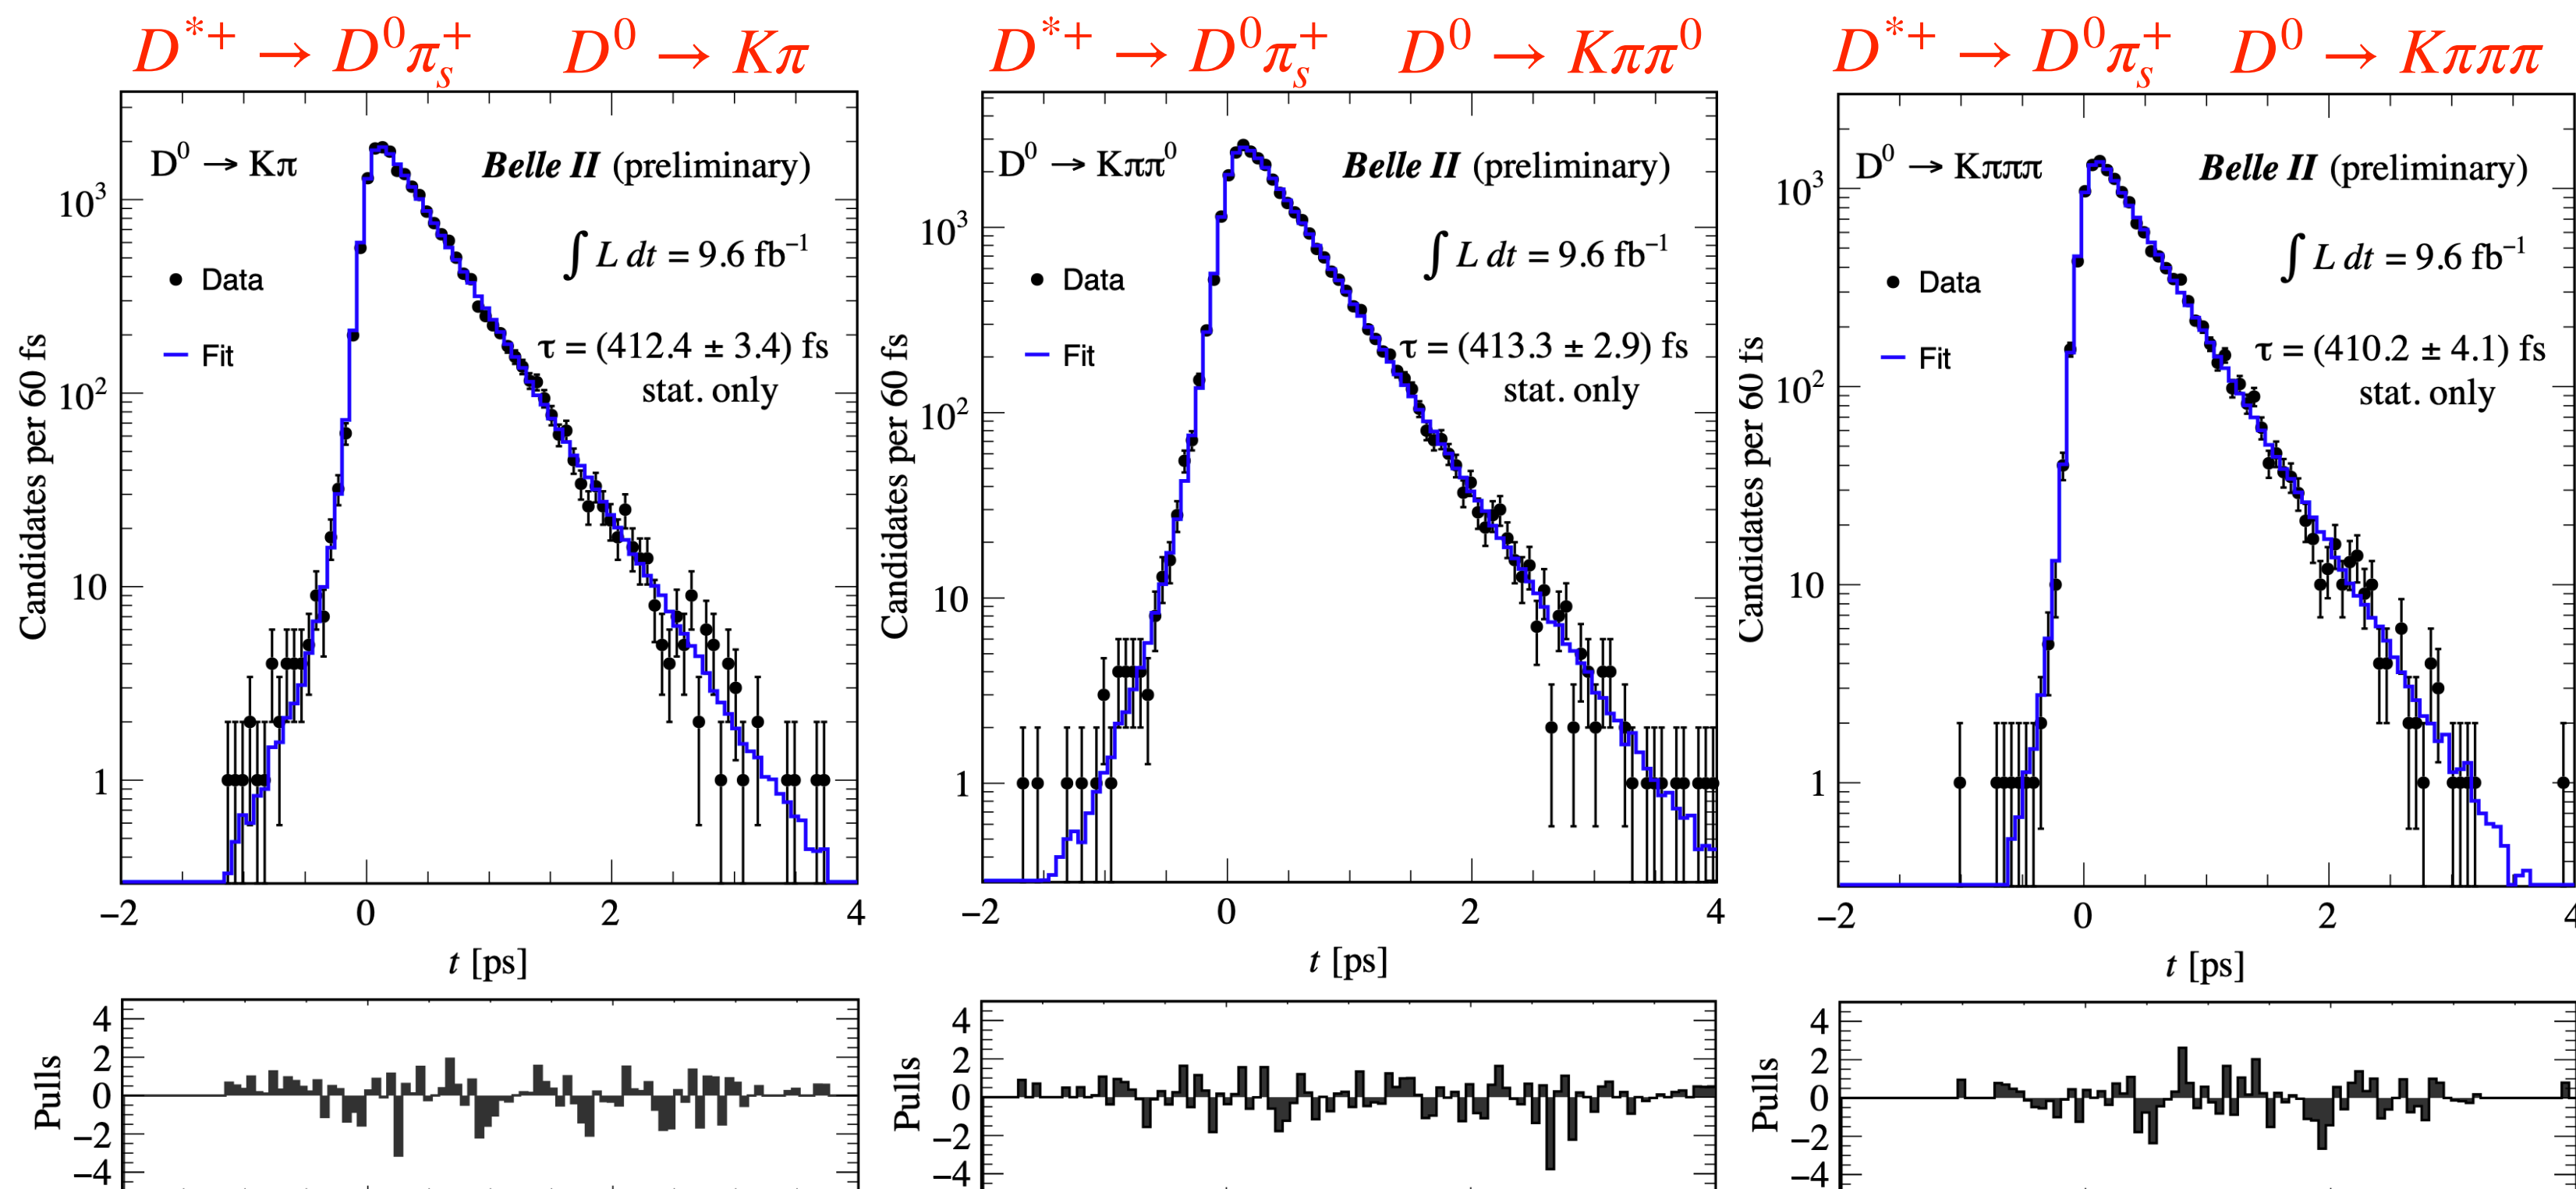 D*+ → D⁰πₛ⁺ D⁰ → Kπ
D⁰ → Kπ
Belle II (preliminary)
∫ L dt = 9.6 fb⁻¹
Data
Fit
τ = (412.4 ± 3.4) fs
stat. only
Candidates per 60 fs
10³
10²
10
1
−2 0 2 4
t [ps]
Pulls
4
2
0
−2
−4
D*+ → D⁰πₛ⁺ D⁰ → Kππ⁰
D⁰ → Kππ⁰
Belle II (preliminary)
∫ L dt = 9.6 fb⁻¹
Data
Fit
τ = (413.3 ± 2.9) fs
stat. only
Candidates per 60 fs
10³
10²
10
1
−2 0 2 4
t [ps]
Pulls
4
2
0
−2
−4
D*+ → D⁰πₛ⁺ D⁰ → Kπππ
D⁰ → Kπππ
Belle II (preliminary)
∫ L dt = 9.6 fb⁻¹
Data
Fit
τ = (410.2 ± 4.1) fs
stat. only
Candidates per 60 fs
10³
10²
10
1
−2 0 2 4
t [ps]
Pulls
4
2
0
−2
−4